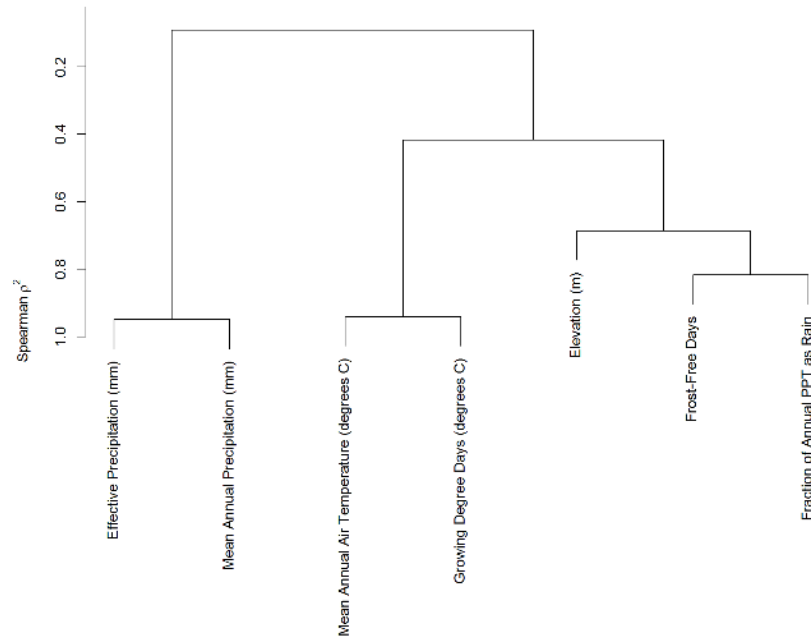 0.2
0.4
0.6
0.8
1.0
Spearman ρ²
Effective Precipitation (mm)
Mean Annual Precipitation (mm)
Mean Annual Air Temperature (degrees C)
Growing Degree Days (degrees C)
Elevation (m)
Frost-Free Days
Fraction of Annual PPT as Rain